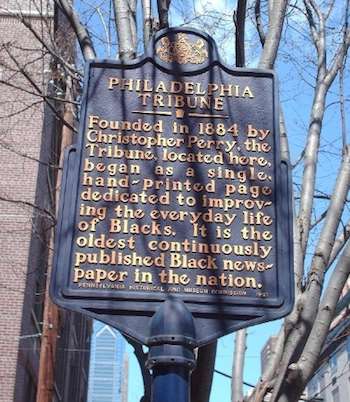 PHILADELPHIA
TRIBUNE
Founded in 1884 by
Christopher Perry, the
Tribune, located here,
began as a single,
hand-printed page
dedicated to improv-
ing the everyday life
of Blacks. It is the
oldest continuously
published Black news-
paper in the nation.
PENNSYLVANIA HISTORICAL AND MUSEUM COMMISSION